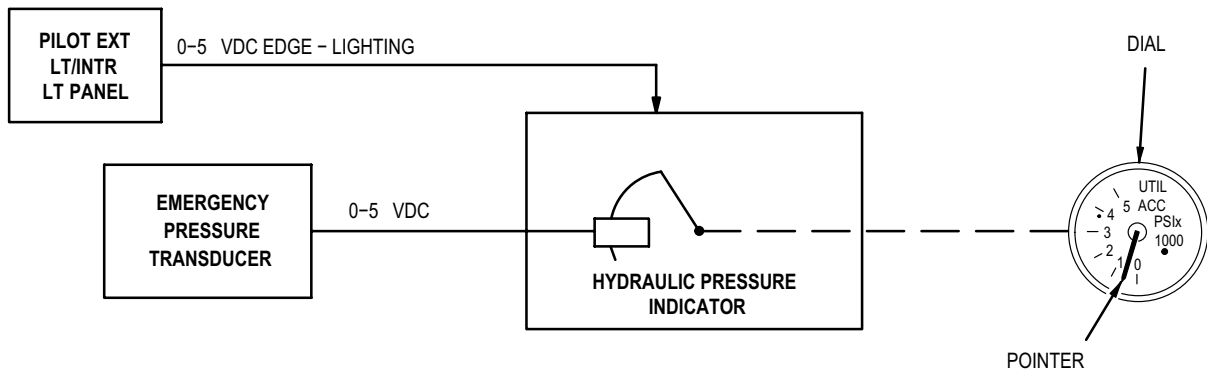 PILOT EXT
LT/INTR
LT PANEL
0−5 VDC EDGE − LIGHTING
DIAL
EMERGENCY
PRESSURE
TRANSDUCER
0−5 VDC
HYDRAULIC PRESSURE
INDICATOR
UTIL
5 ACC
4
PSIx
3
1000
2
1
0
POINTER